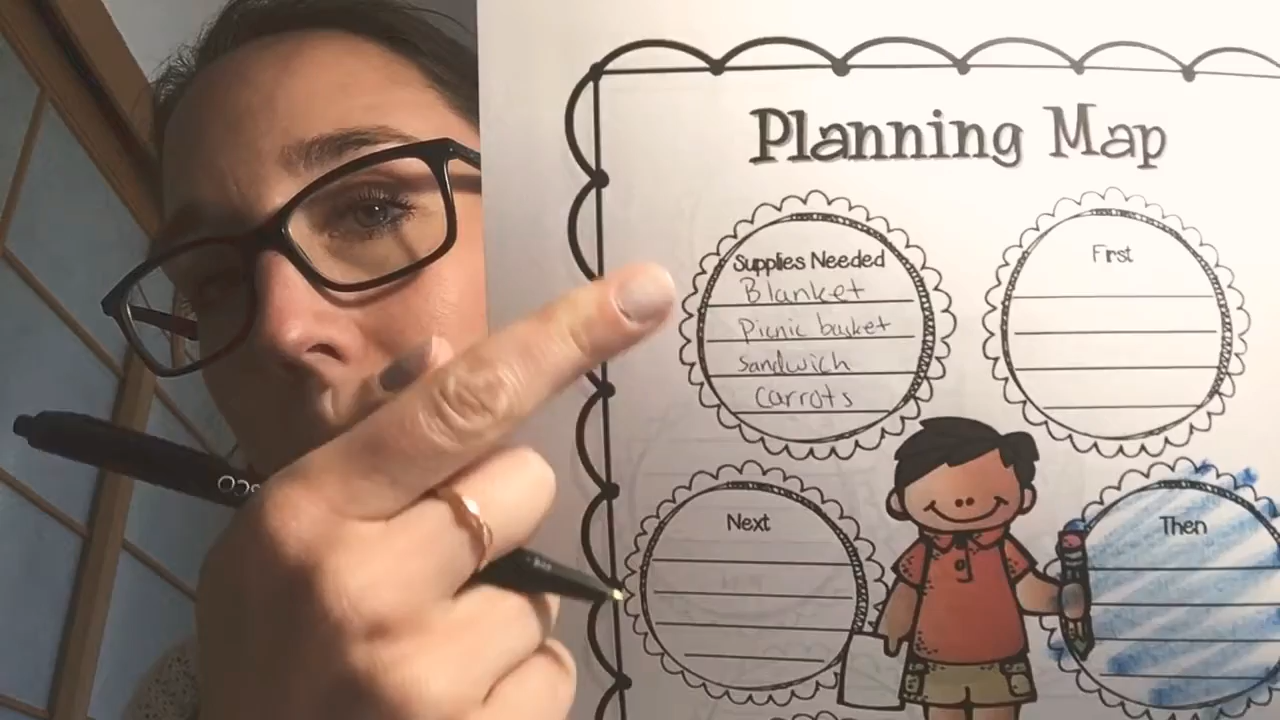 Planning Map
Supplies Needed
Blanket
Picnic basket
Sandwich
Carrots
First
Next
Then